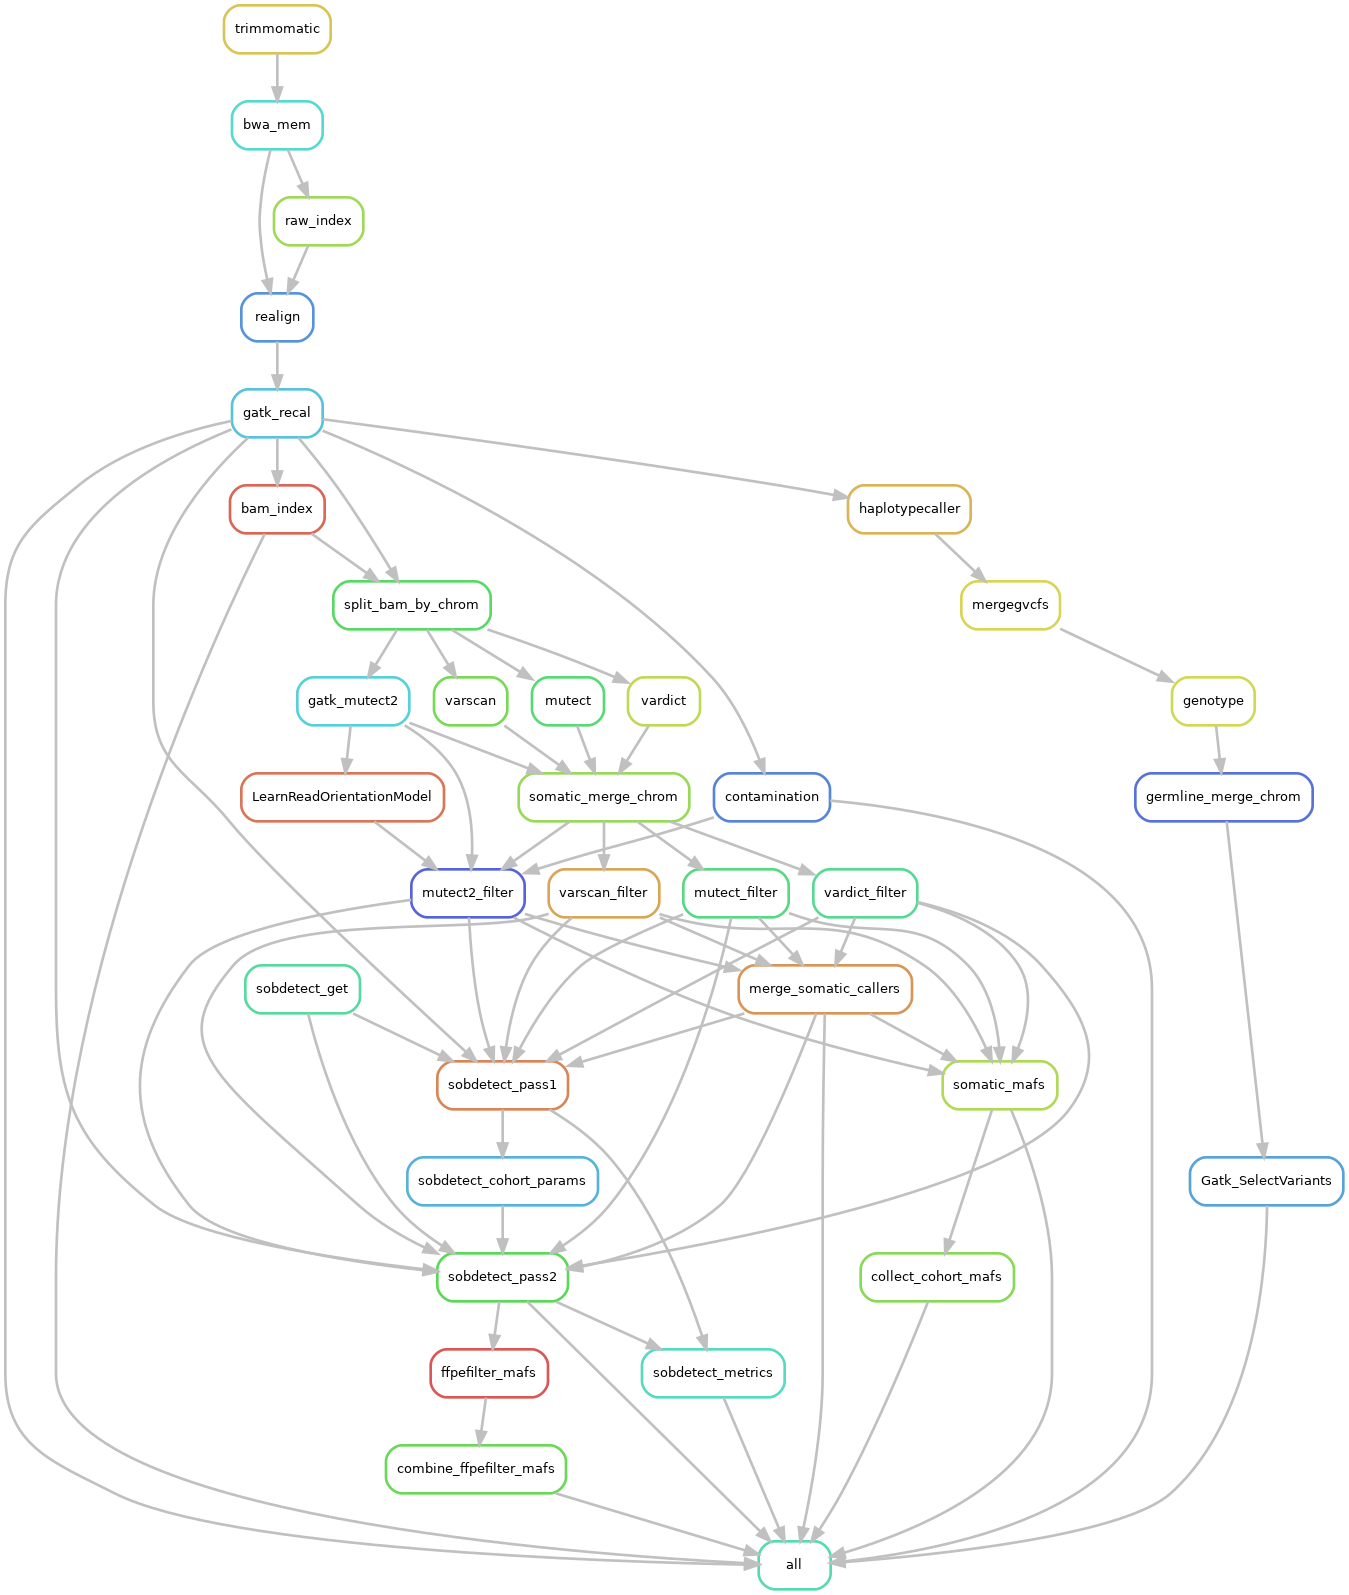 trimmomatic
bwa_mem
raw_index
realign
gatk_recal
bam_index
haplotypecaller
split_bam_by_chrom
mergegvcfs
gatk_mutect2
varscan
mutect
vardict
genotype
LearnReadOrientationModel
somatic_merge_chrom
contamination
germline_merge_chrom
mutect2_filter
varscan_filter
mutect_filter
vardict_filter
sobdetect_get
merge_somatic_callers
sobdetect_pass1
somatic_mafs
sobdetect_cohort_params
Gatk_SelectVariants
sobdetect_pass2
collect_cohort_mafs
ffpefilter_mafs
sobdetect_metrics
combine_ffpefilter_mafs
all